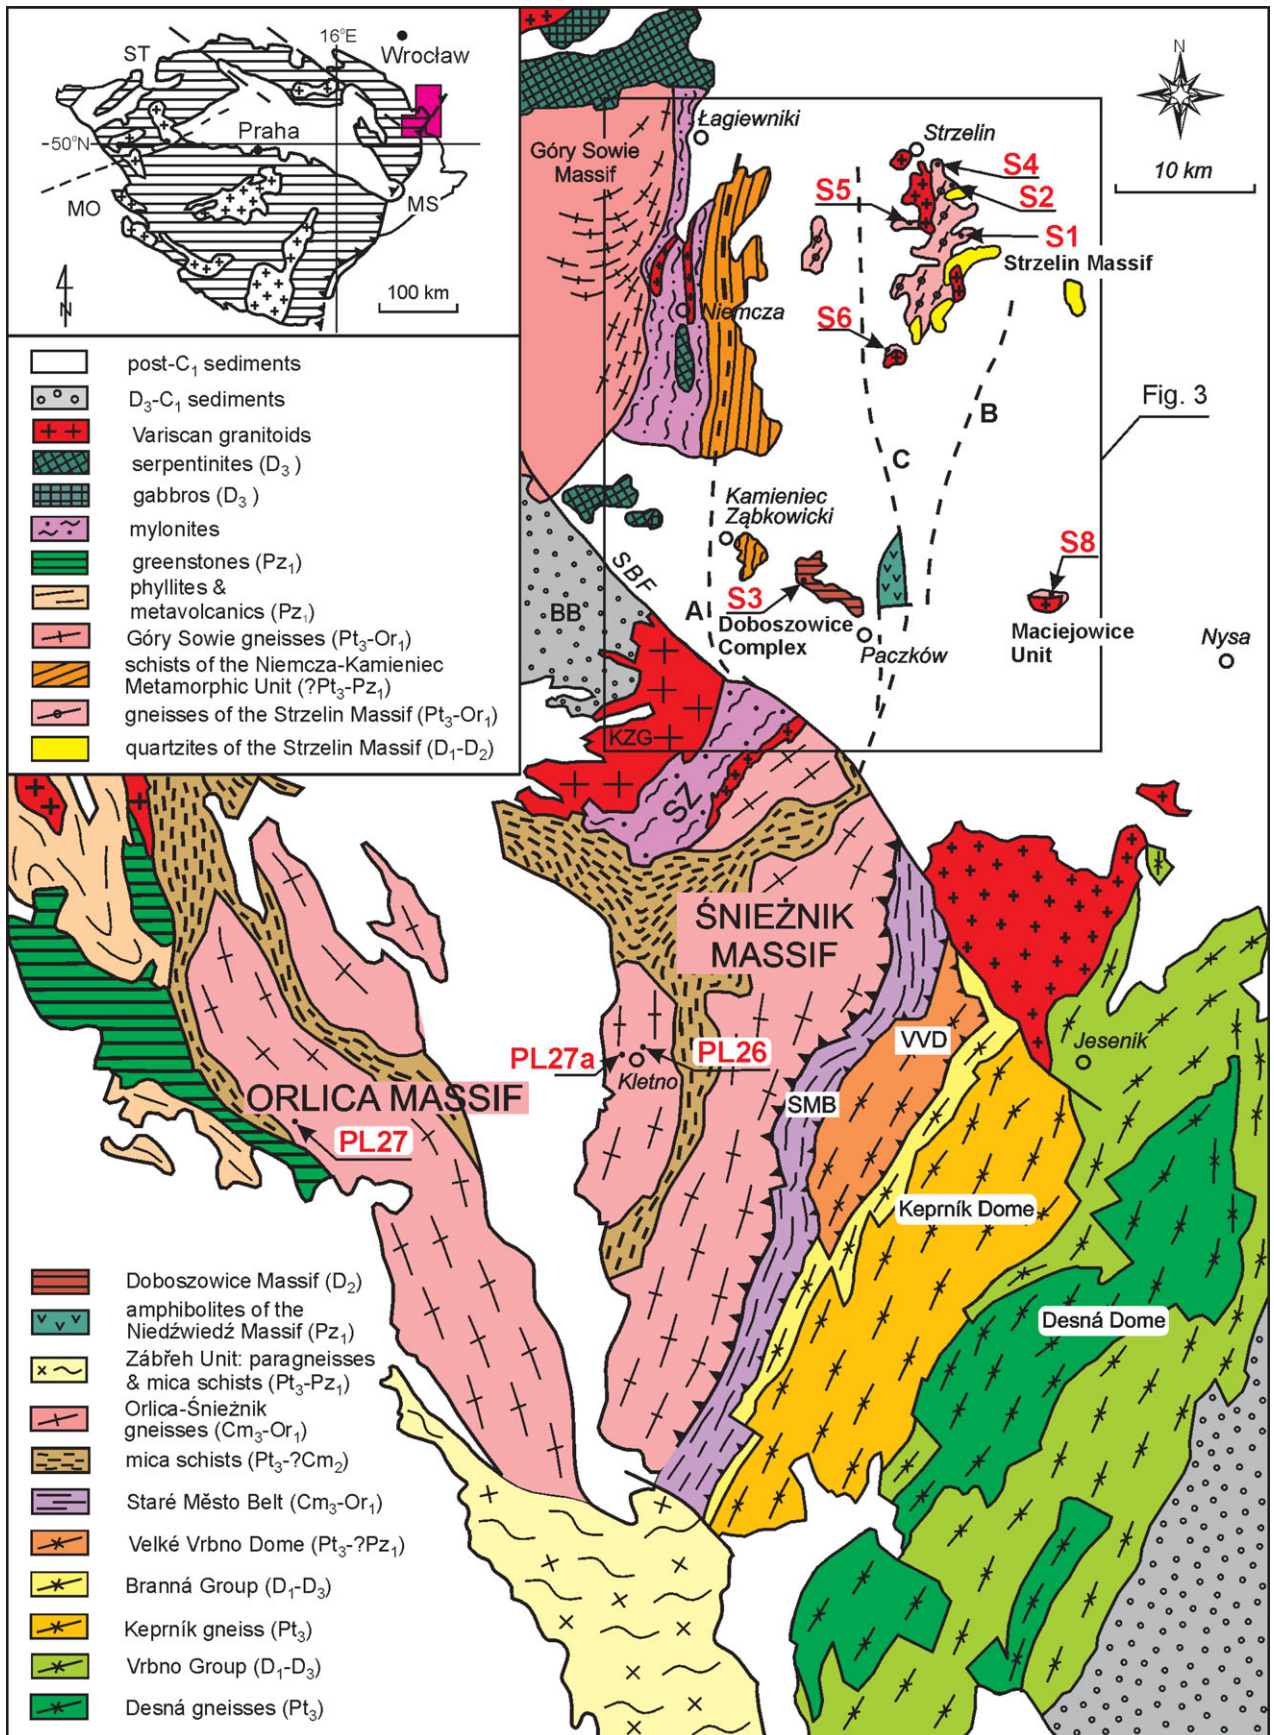 ST
16°E
Wrocław
50°N
Praha
MO
MS
N
100 km
post-C₁ sediments
D₃-C₁ sediments
Variscan granitoids
serpentinites (D₃)
gabbros (D₃)
mylonites
greenstones (Pz₁)
phyllites &
metavolcanics (Pz₁)
Góry Sowie gneisses (Pt₃-Or₁)
schists of the Niemcza-Kamieniec
Metamorphic Unit (?Pt₃-Pz₁)
gneisses of the Strzelin Massif (Pt₃-Or₁)
quartzites of the Strzelin Massif (D₁-D₂)
N
10 km
Łagiewniki
Góry Sowie
Massif
Strzelin
S4
S2
S5
S1
Strzelin Massif
Niemcza
S6
Fig. 3
B
C
Kamieniec
Ząbkowicki
SBF
BB
A
S3
Doboszowice
Complex
Paczków
S8
Maciejowice
Unit
Nysa
KZG
SZ
ŚNIEŻNIK
MASSIF
VVD
Jesenik
PL27a
PL26
Kletno
ORLICA MASSIF
SMB
PL27
Keprník Dome
Desná Dome
Doboszowice Massif (D₂)
amphibolites of the
Niedźwiedź Massif (Pz₁)
Zábřeh Unit: paragneisses
& mica schists (Pt₃-Pz₁)
Orlica-Śnieżnik
gneisses (Cm₃-Or₁)
mica schists (Pt₃-?Cm₂)
Staré Město Belt (Cm₃-Or₁)
Velké Vrbno Dome (Pt₃-?Pz₁)
Branná Group (D₁-D₃)
Keprník gneiss (Pt₃)
Vrbno Group (D₁-D₃)
Desná gneisses (Pt₃)